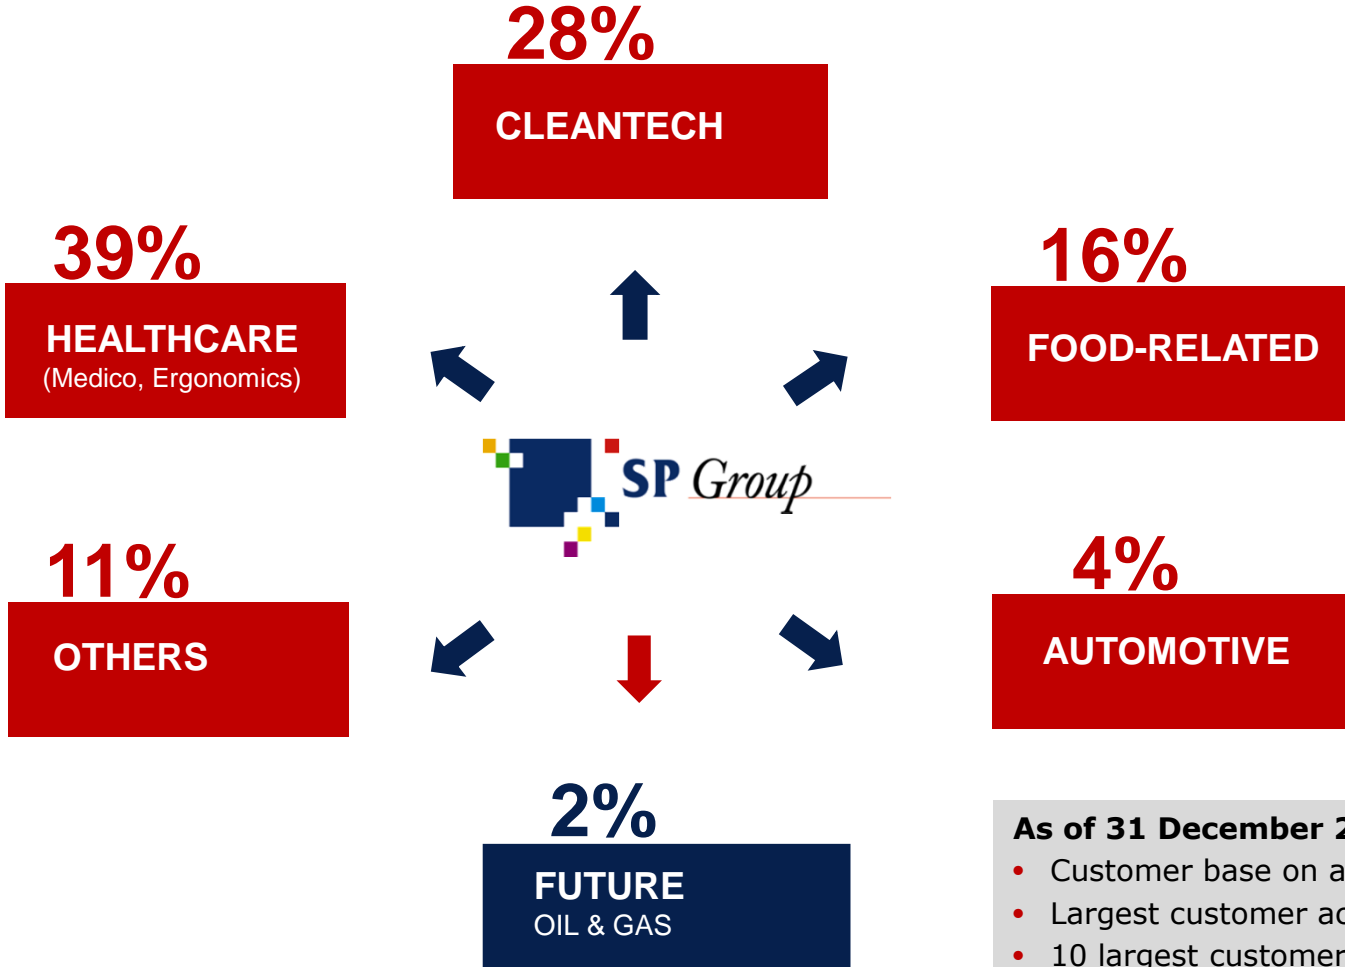 28%
CLEANTECH
39%
HEALTHCARE
(Medico, Ergonomics)
16%
FOOD-RELATED
SP Group
11%
OTHERS
4%
AUTOMOTIVE
2%
FUTURE
OIL & GAS
As of 31 December
• Customer base on
• Largest customer
• 10 largest